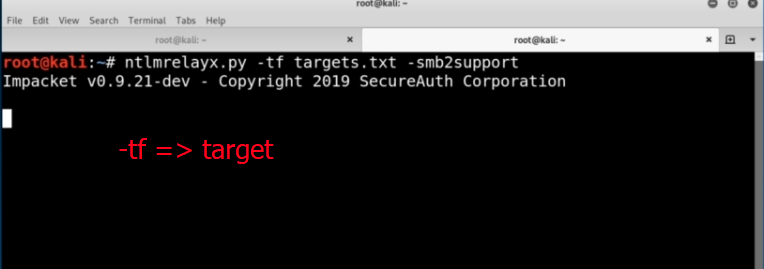 root@kali: ~
File Edit View Search Terminal Tabs Help
root@kali: ~ × root@kali: ~ ×
root@kali:~# ntlmrelayx.py -tf targets.txt -smb2support
Impacket v0.9.21-dev - Copyright 2019 SecureAuth Corporation
-tf => target